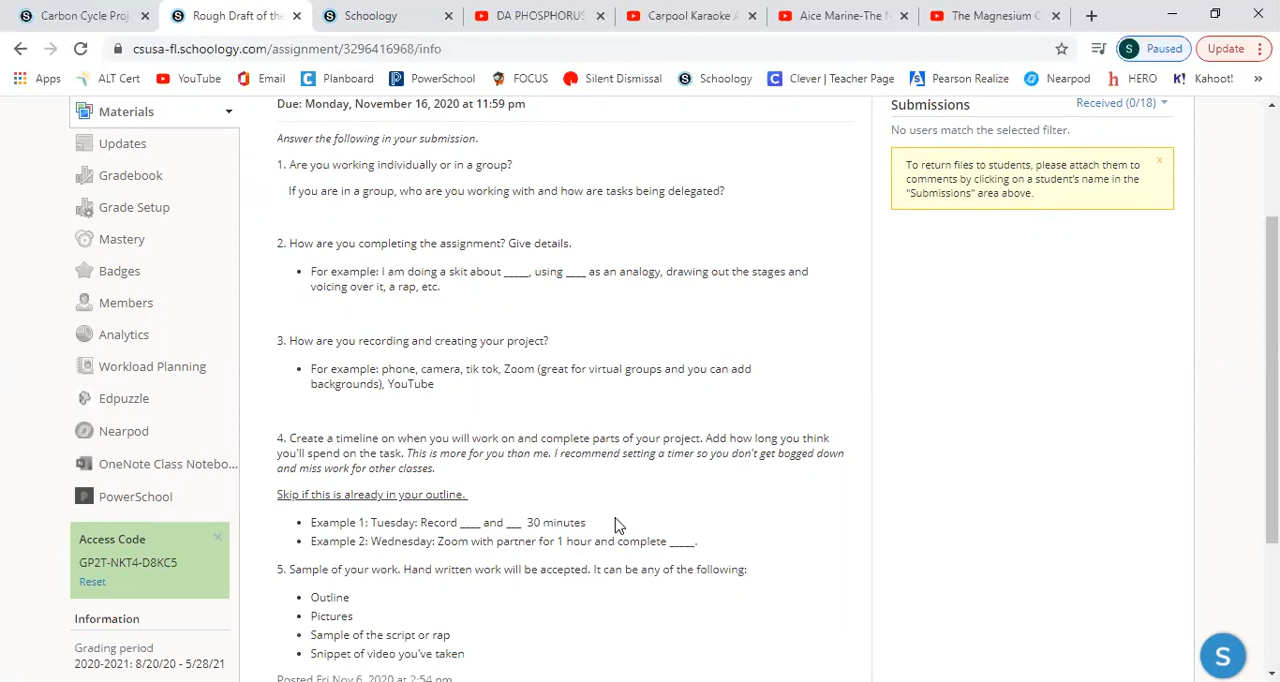 Carbon Cycle Proj
Rough Draft of the
Schoology
DA PHOSPHORUS
Carpool Karaoke
Aice Marine-The
The Magnesium
csusa-fl.schoology.com/assignment/3296416968/info
S Paused
Update
Apps
ALT Cert
YouTube
Email
Planboard
PowerSchool
FOCUS
Silent Dismissal
Schoology
Clever | Teacher Page
Pearson Realize
Nearpod
HERO
Kahoot!
»
Materials
Updates
Gradebook
Grade Setup
Mastery
Badges
Members
Analytics
Workload Planning
Edpuzzle
Nearpod
OneNote Class Notebo...
PowerSchool
Access Code
GP2T-NKT4-D8KC5
Reset
Information
Grading period
2020-2021: 8/20/20 - 5/28/21
Due: Monday, November 16, 2020 at 11:59 pm
Answer the following in your submission.
1. Are you working individually or in a group?
If you are in a group, who are you working with and how are tasks being delegated?
2. How are you completing the assignment? Give details.
• For example: I am doing a skit about _____, using ____ as an analogy, drawing out the stages and
voicing over it, a rap, etc.
3. How are you recording and creating your project?
• For example: phone, camera, tik tok, Zoom (great for virtual groups and you can add
backgrounds), YouTube
4. Create a timeline on when you will work on and complete parts of your project. Add how long you think
you'll spend on the task. This is more for you than me. I recommend setting a timer so you don't get bogged down
and miss work for other classes.
Skip if this is already in your outline.
• Example 1: Tuesday: Record ____ and ___ 30 minutes
• Example 2: Wednesday: Zoom with partner for 1 hour and complete _____.
5. Sample of your work. Hand written work will be accepted. It can be any of the following:
• Outline
• Pictures
• Sample of the script or rap
• Snippet of video you've taken
Posted Fri Nov 6, 2020 at 2:54 pm
Submissions
Received (0/18)
No users match the selected filter.
To return files to students, please attach them to
comments by clicking on a student's name in the
"Submissions" area above.
x
S